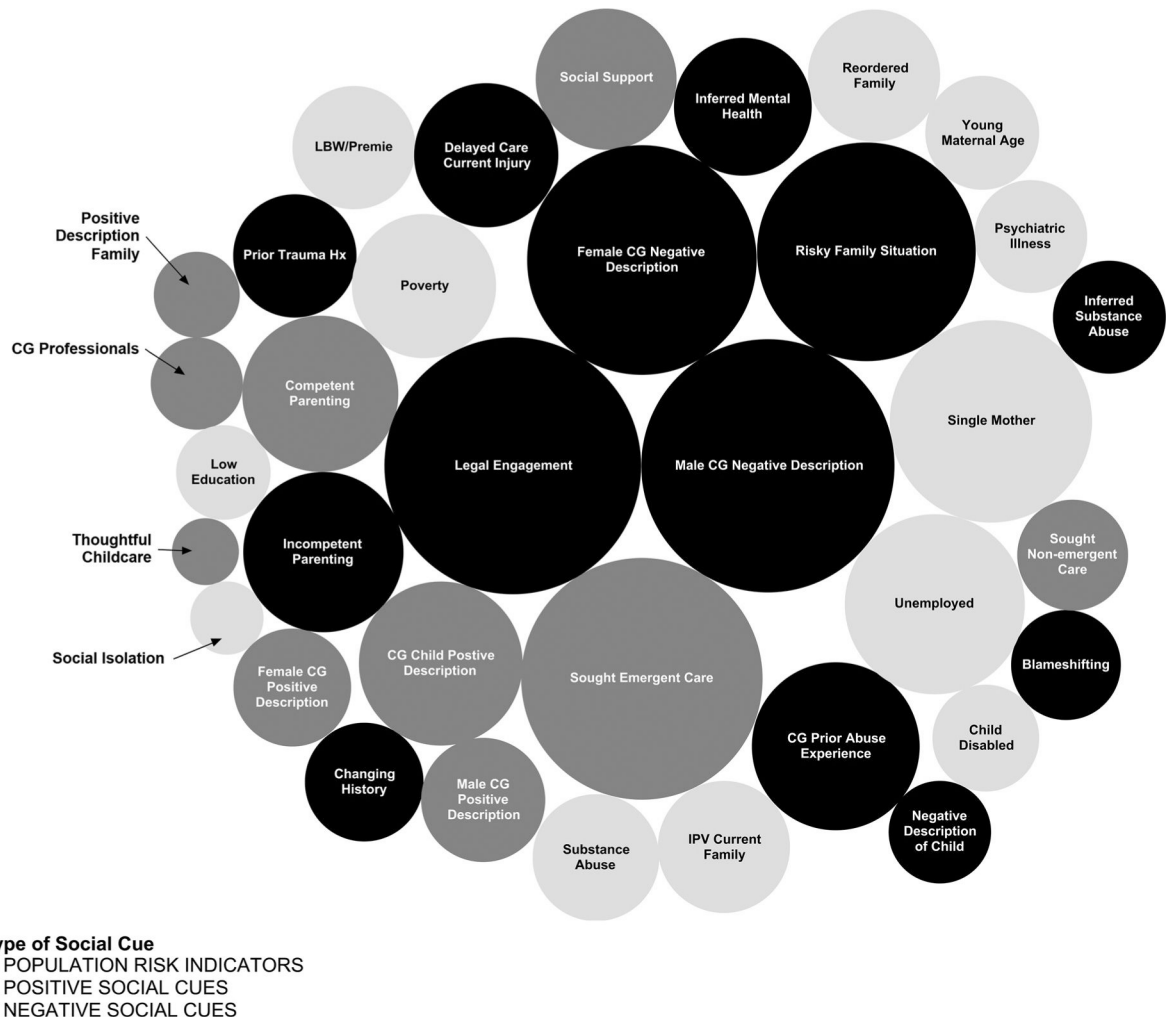 Social Support
Inferred Mental
Health
Reordered
Family
LBW/Premie
Delayed Care
Current Injury
Young
Maternal Age
Positive
Description
Family
Prior Trauma Hx
Poverty
Female CG Negative
Description
Risky Family Situation
Psychiatric
Illness
Inferred
Substance
Abuse
CG Professionals
Competent
Parenting
Single Mother
Low
Education
Legal Engagement
Male CG Negative Description
Thoughtful
Childcare
Incompetent
Parenting
Sought
Non-emergent
Care
Unemployed
Social Isolation
Female CG
Positive
Description
CG Child Postive
Description
Sought Emergent Care
Blameshifting
CG Prior Abuse
Experience
Child
Disabled
Changing
History
Male CG
Positive
Description
Substance
Abuse
IPV Current
Family
Negative
Description
of Child
ype of Social Cue
POPULATION RISK INDICATORS
POSITIVE SOCIAL CUES
NEGATIVE SOCIAL CUES